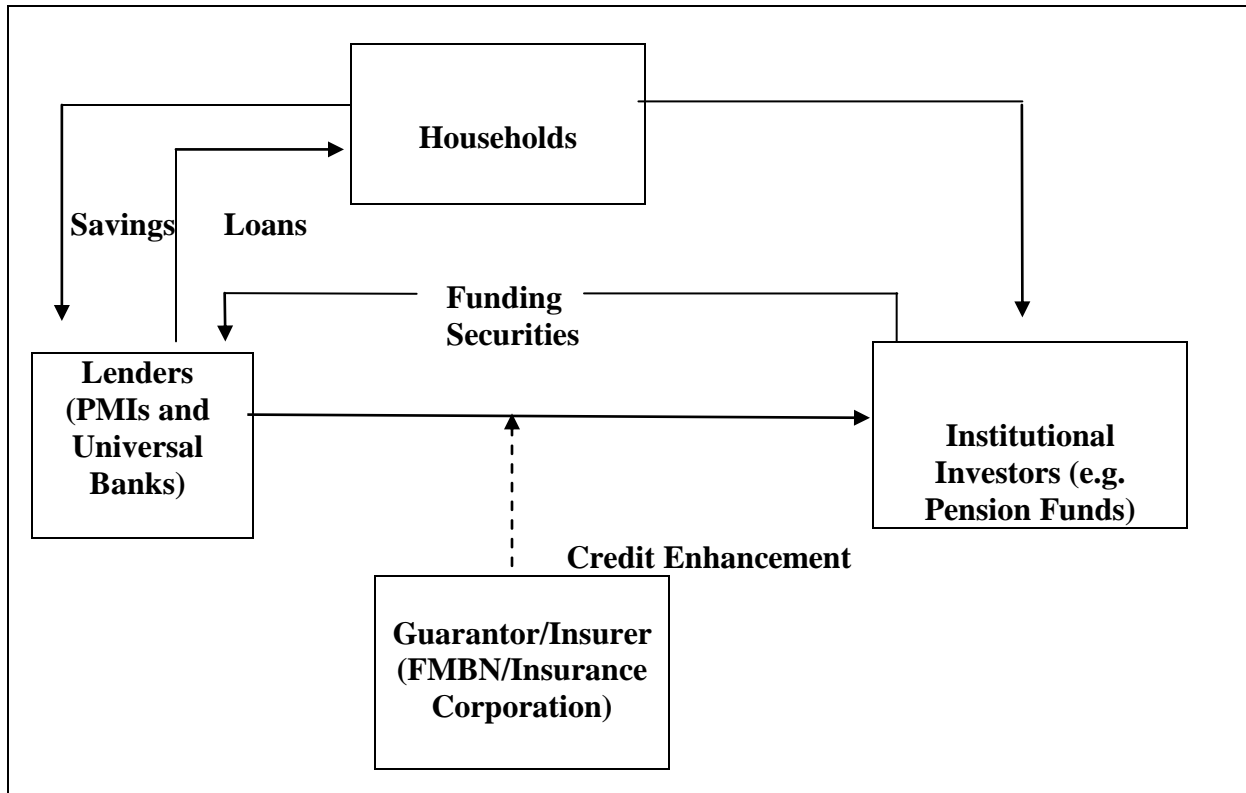 Households
Savings
Loans
Funding
Securities
Lenders
(PMIs and
Universal
Banks)
Institutional
Investors (e.g.
Pension Funds)
Credit Enhancement
Guarantor/Insurer
(FMBN/Insurance
Corporation)